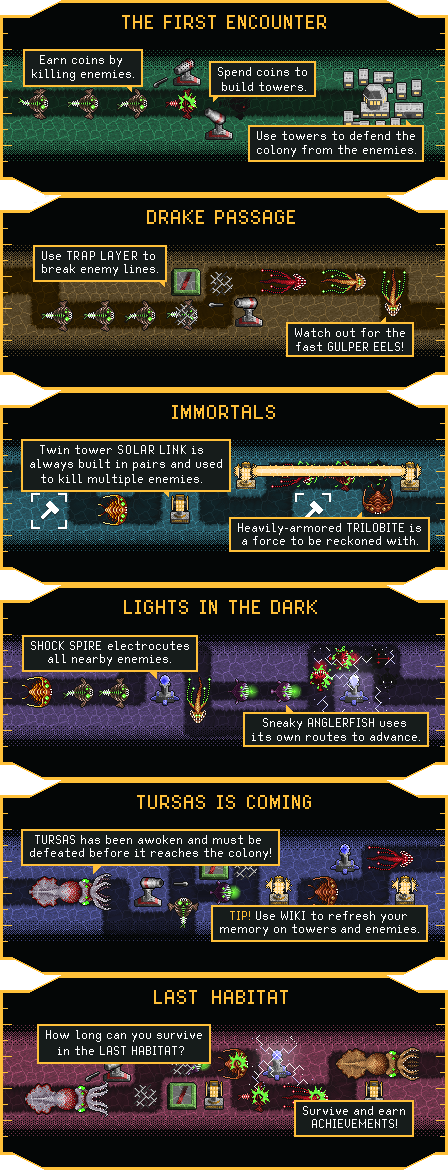 THE FIRST ENCOUNTER
Earn coins by
killing enemies.
Spend coins to
build towers.
Use towers to defend the
colony from the enemies.
DRAKE PASSAGE
Use TRAP LAYER to
break enemy lines.
Watch out for the
fast GULPER EELS!
IMMORTALS
Twin tower SOLAR LINK is
always built in pairs and used
to kill multiple enemies.
Heavily-armored TRILOBITE is
a force to be reckoned with.
LIGHTS IN THE DARK
SHOCK SPIRE electrocutes
all nearby enemies.
Sneaky ANGLERFISH uses
its own routes to advance.
TURSAS IS COMING
TURSAS has been awoken and must be
defeated before it reaches the colony!
TIP! Use WIKI to refresh your
memory on towers and enemies.
LAST HABITAT
How long can you survive
in the LAST HABITAT?
Survive and earn
ACHIEVEMENTS!